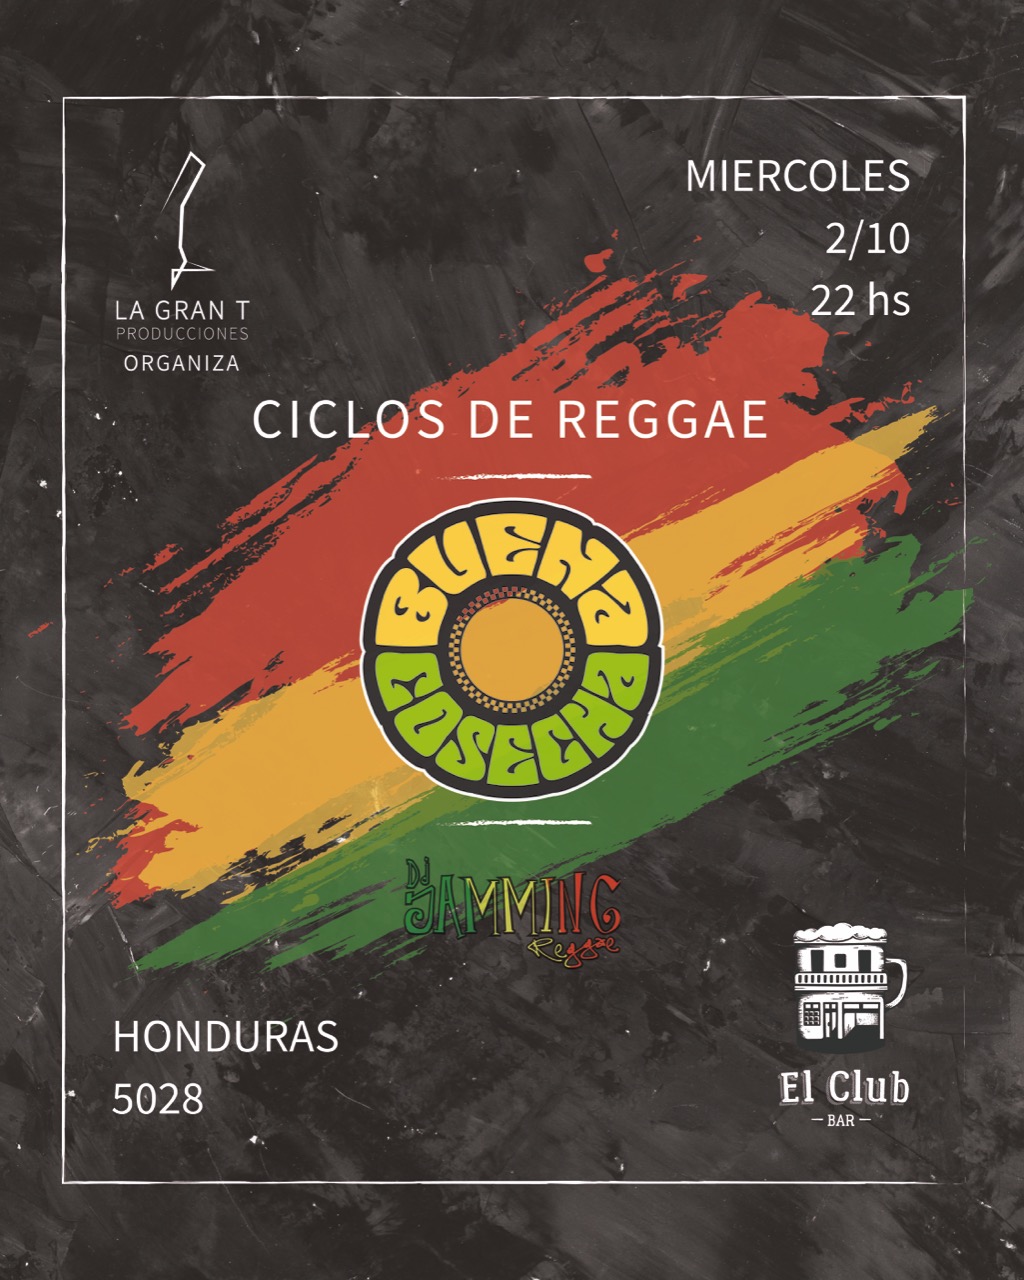 LA GRAN T
PRODUCCIONES
ORGANIZA
MIERCOLES
2/10
22 hs
CICLOS DE REGGAE
BUENA
COSECHA
Dj
JAMMING
Reggae
HONDURAS
5028
El Club
BAR